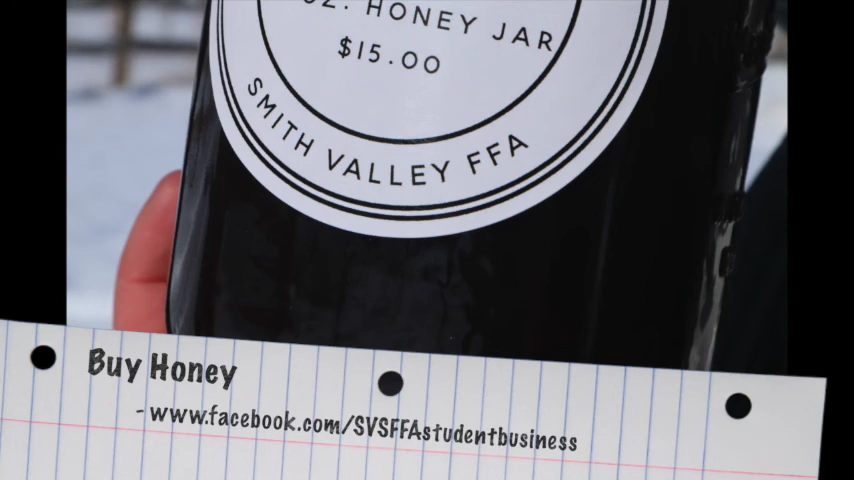 HONEY JAR
$15.00
SMITH VALLEY FFA
Buy Honey
- www.facebook.com/SVSFFAstudentbusiness